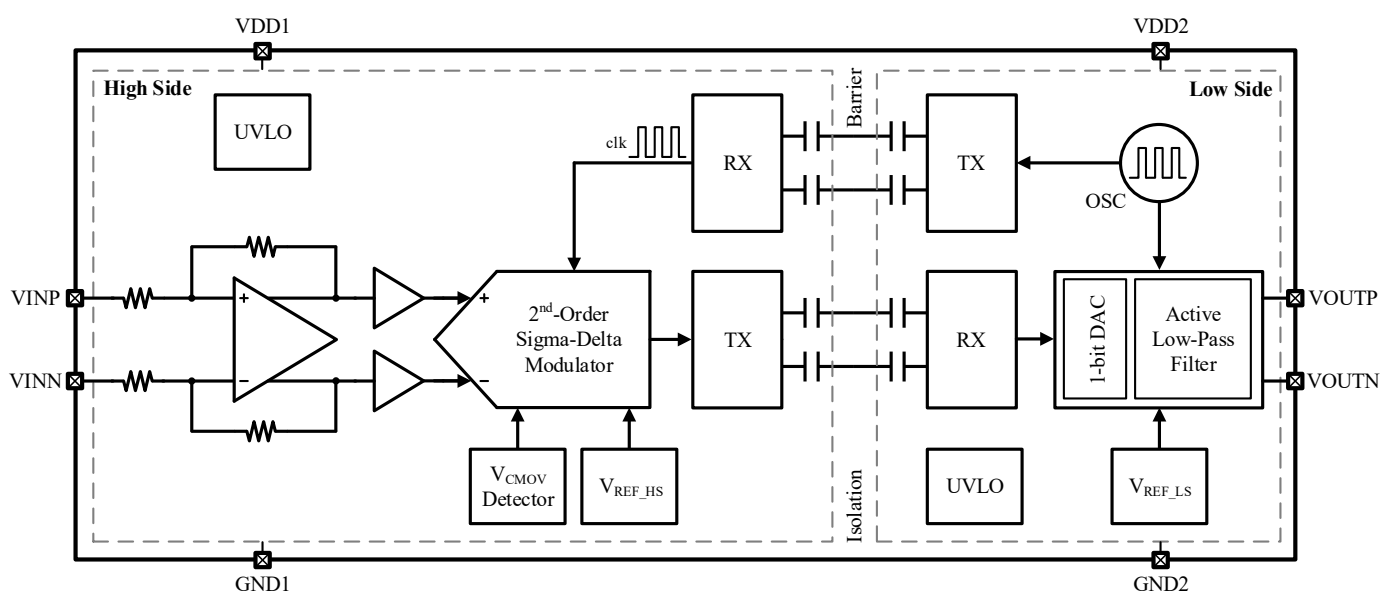 VDD1
VDD2
High Side
Barrier
Low Side
UVLO
clk
RX
TX
OSC
VINP
+
+
2nd-Order
Sigma-Delta
Modulator
TX
RX
1-bit DAC
Active
Low-Pass
Filter
VOUTP
VINN
−
−
VOUTN
VCMOV
Detector
VREF_HS
Isolation
UVLO
VREF_LS
GND1
GND2